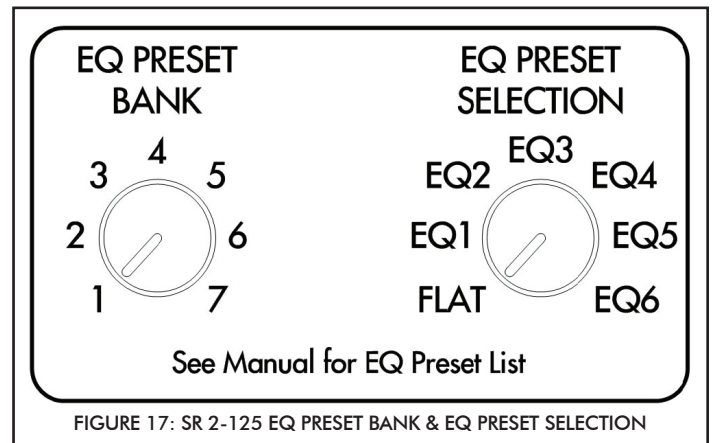 EQ PRESET
BANK
1
2
3
4
5
6
7
EQ PRESET
SELECTION
FLAT
EQ1
EQ2
EQ3
EQ4
EQ5
EQ6
See Manual for EQ Preset List
FIGURE 17: SR 2-125 EQ PRESET BANK & EQ PRESET SELECTION